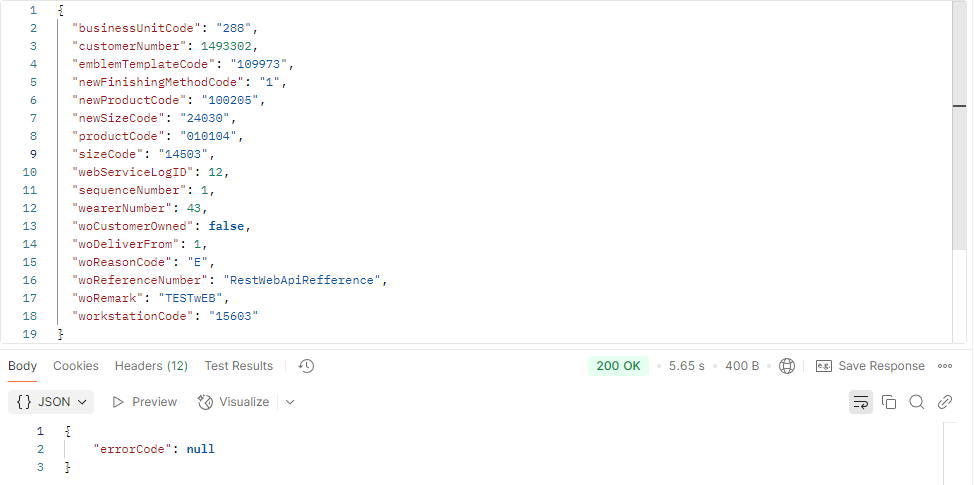 1 {
2 "businessUnitCode": "288",
3 "customerNumber": 1493302,
4 "emblemTemplateCode": "109973",
5 "newFinishingMethodCode": "1",
6 "newProductCode": "100205",
7 "newSizeCode": "24030",
8 "productCode": "010104",
9 "sizeCode": "14503",
10 "webServiceLogID": 12,
11 "sequenceNumber": 1,
12 "wearerNumber": 43,
13 "woCustomerOwned": false,
14 "woDeliverFrom": 1,
15 "woReasonCode": "E",
16 "woReferenceNumber": "RestWebApiRefference",
17 "woRemark": "TESTwEB",
18 "workstationCode": "15603"
19 }
Body Cookies Headers (12) Test Results 200 OK • 5.65 s • 400 B • e.g. Save Response
{} JSON Preview Visualize
1 {
2 "errorCode": null
3 }